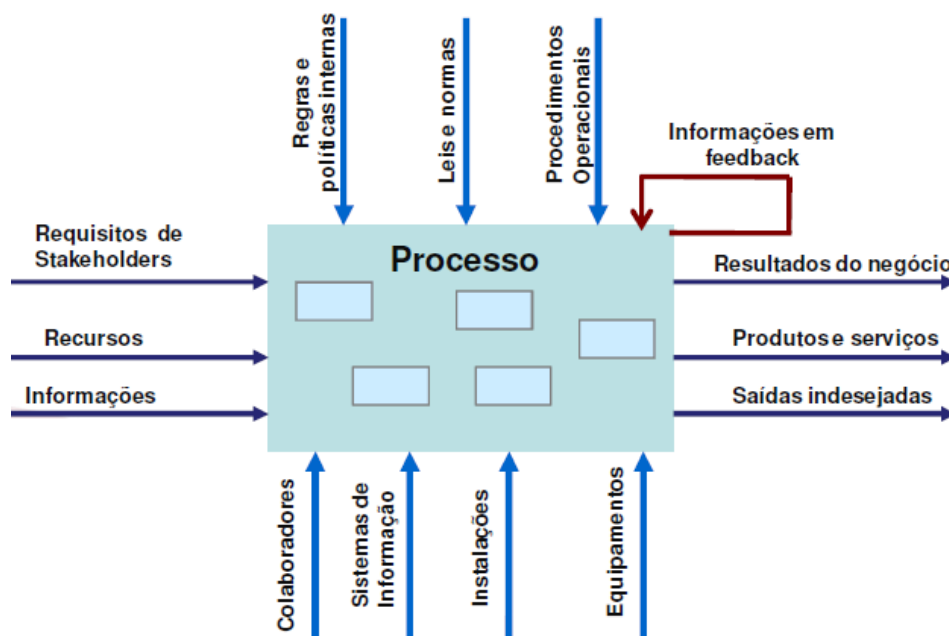 Regras e
políticas internas
Leis e normas
Procedimentos
Operacionais
Informações em
feedback
Requisitos de
Stakeholders
Processo
Resultados do negócio
Recursos
Produtos e serviços
Informações
Saídas indesejadas
Colaboradores
Sistemas de
Informação
Instalações
Equipamentos